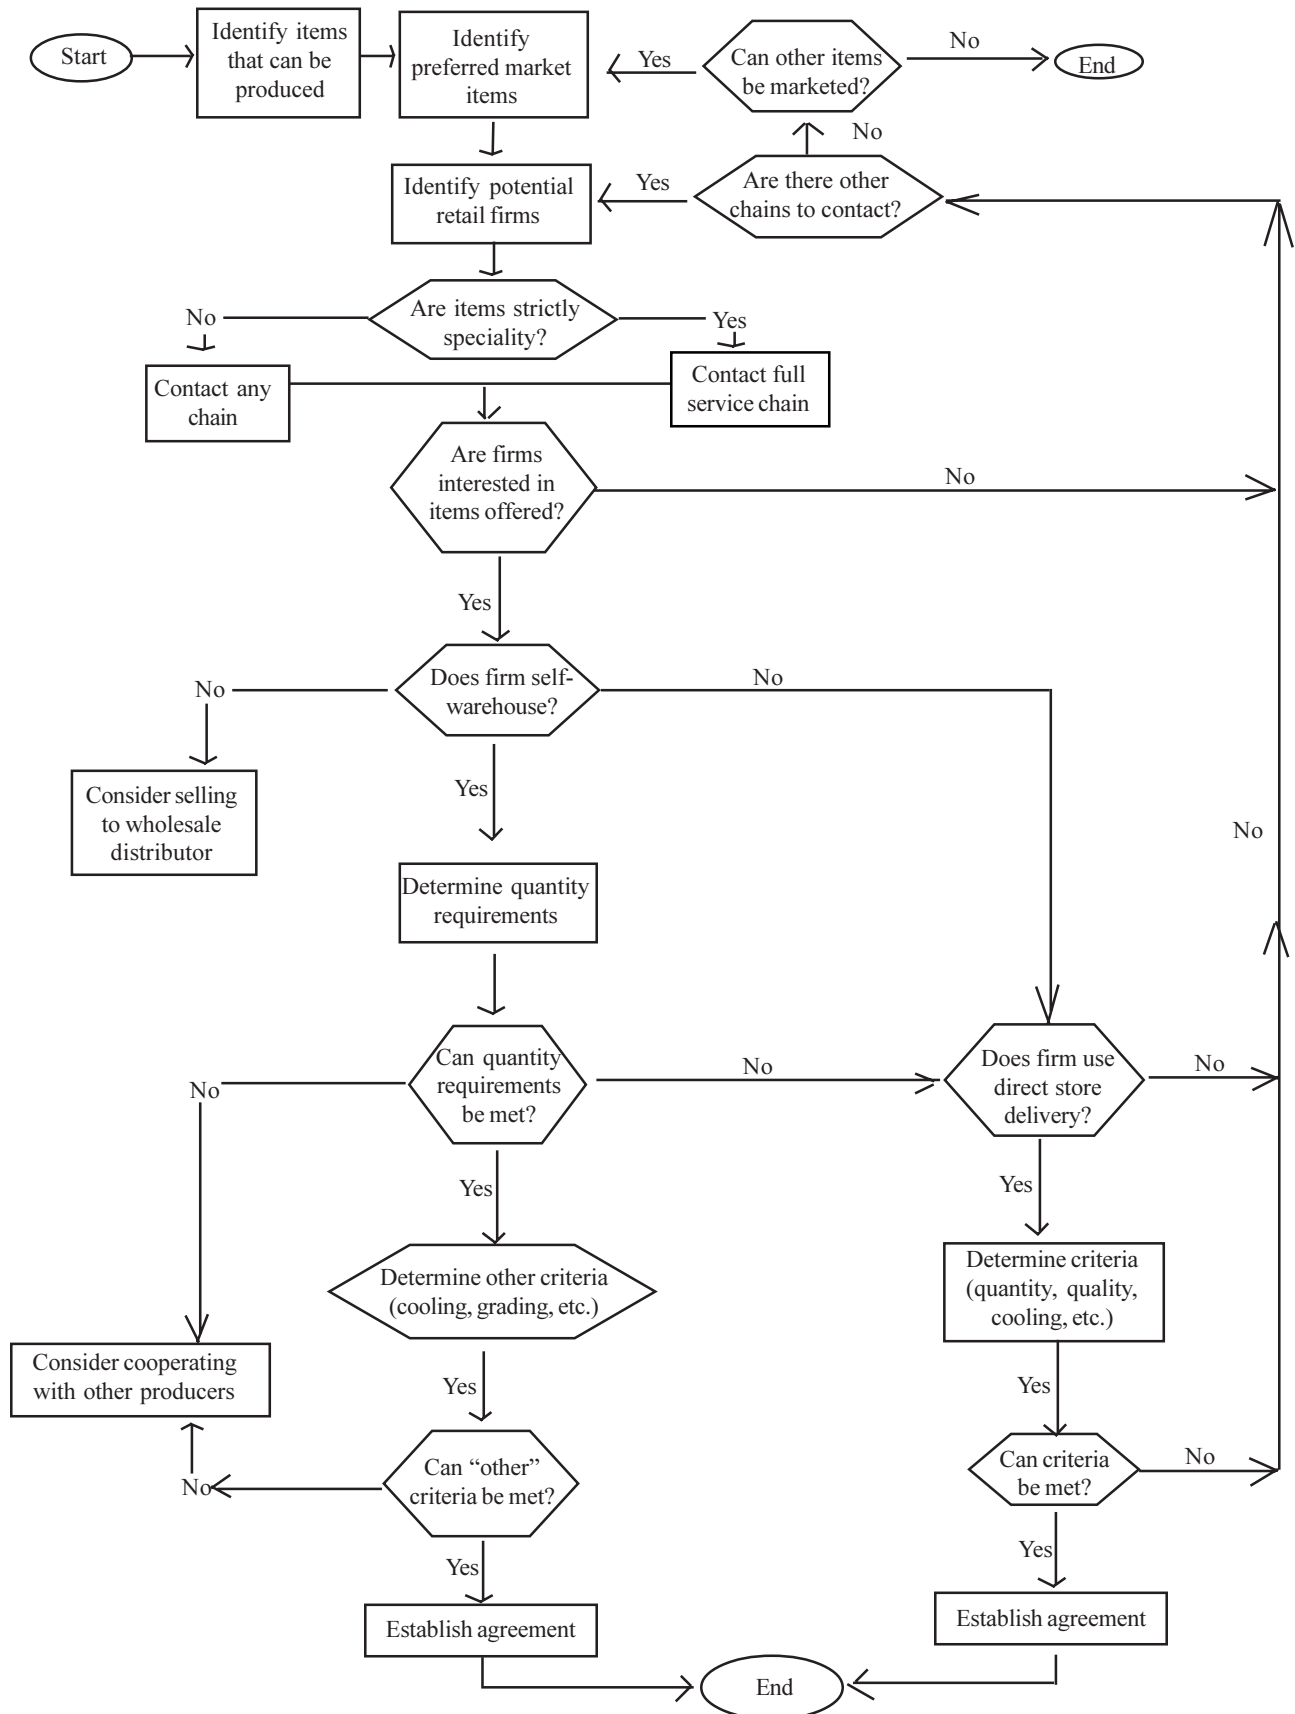 Start
Identify items
that can be
produced
Identify
preferred market
items
Yes
Can other items
be marketed?
No
End
No
Identify potential
retail firms
Yes
Are there other
chains to contact?
No
Are items strictly
speciality?
Yes
Contact any
chain
Contact full
service chain
Are firms
interested in
items offered?
No
Yes
No
Does firm self-
warehouse?
No
Consider selling
to wholesale
distributor
Yes
No
Determine quantity
requirements
No
Can quantity
requirements
be met?
No
Does firm use
direct store
delivery?
No
Yes
Yes
Determine other criteria
(cooling, grading, etc.)
Determine criteria
(quantity, quality,
cooling, etc.)
Consider cooperating
with other producers
Yes
Yes
No
Can “other”
criteria be met?
Can criteria
be met?
No
Yes
Yes
Establish agreement
Establish agreement
End